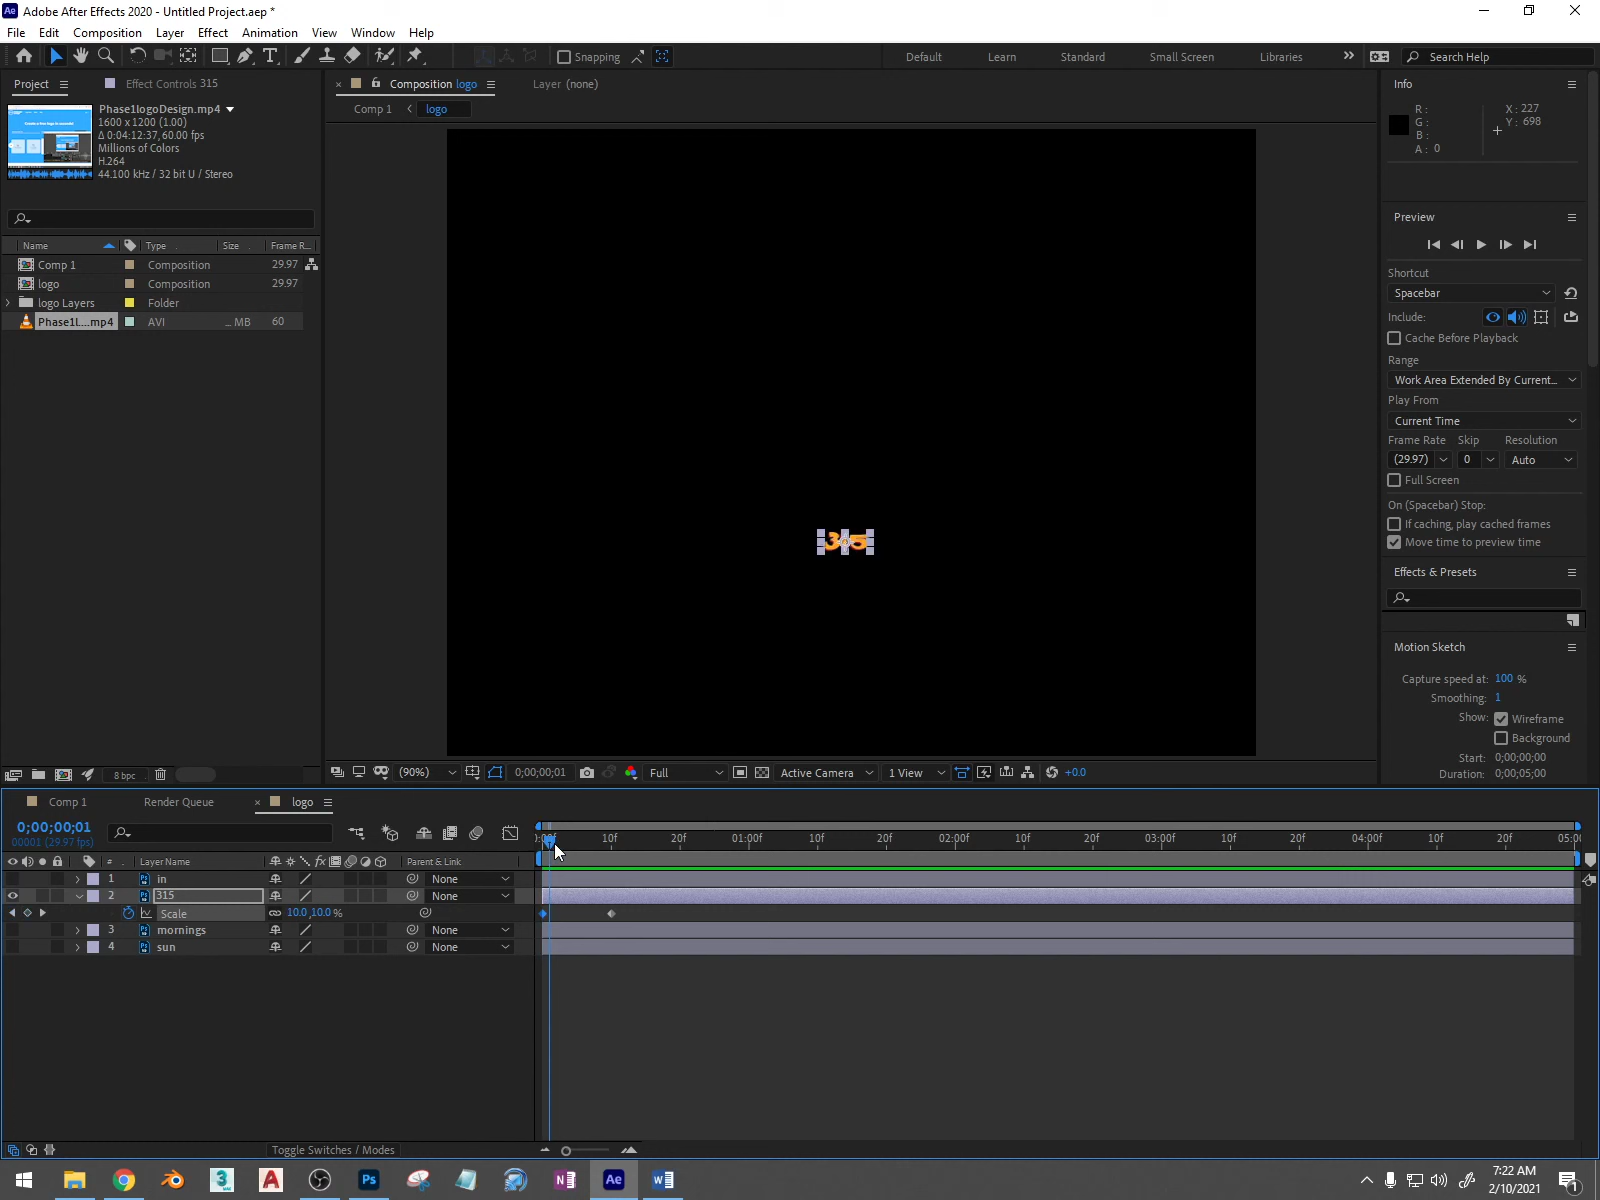 Adobe After Effects 2020 - Untitled Project.aep *
File Edit Composition Layer Effect Animation View Window Help
Snapping
Default Learn Standard Small Screen Libraries
Search Help
Project
Effect Controls 315
Phase1logoDesign.mp4
1600 x 1200 (1.00)
Δ 0:04:12:37, 60.00 fps
Millions of Colors
H.264
44.100 kHz / 32 bit U / Stereo
Name Type Size Frame R...
Comp 1 Composition 29.97
logo Composition 29.97
logo Layers Folder
Phase1l....mp4 AVI ... MB 60
8 bpc
Composition logo
Layer (none)
Comp 1 logo
315
(90%) 0;00;00;01 Full Active Camera 1 View +0.0
Info
R :
G :
B :
A : 0
X : 227
Y : 698
Preview
Shortcut
Spacebar
Include:
Cache Before Playback
Range
Work Area Extended By Current...
Play From
Current Time
Frame Rate Skip Resolution
(29.97) 0 Auto
Full Screen
On (Spacebar) Stop:
If caching, play cached frames
Move time to preview time
Effects & Presets
Motion Sketch
Capture speed at: 100 %
Smoothing: 1
Show: Wireframe
Background
Start: 0;00;00;00
Duration: 0;00;05;00
Comp 1 Render Queue logo
0;00;00;01
00001 (29.97 fps)
10f 20f 01:00f 10f 20f 02:00f 10f 20f 03:00f 10f 20f 04:00f 10f 20f
# Layer Name fx Parent & Link
1 Ps in None
2 Ps 315 None
Scale 10.0,10.0 %
3 Ps mornings None
4 Ps sun None
Toggle Switches / Modes
3 A Ps N Ae W
7:22 AM
2/10/2021
1